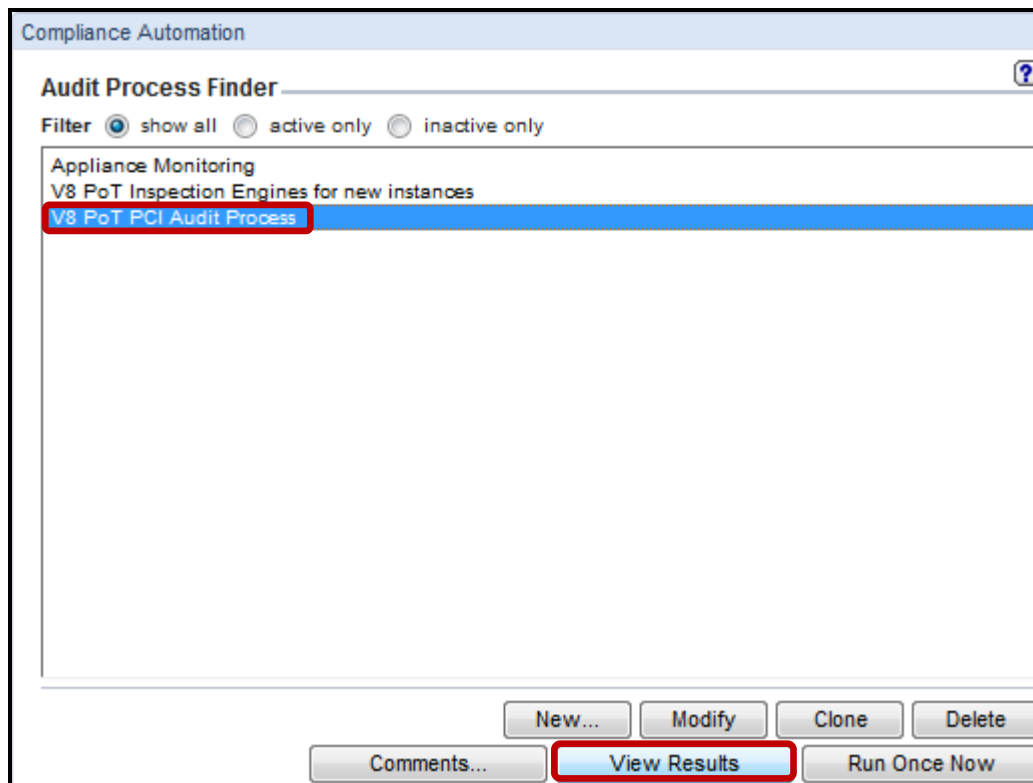 Compliance Automation
Audit Process Finder
?
Filter show all active only inactive only
Appliance Monitoring
V8 PoT Inspection Engines for new instances
V8 PoT PCI Audit Process
New... Modify Clone Delete
Comments... View Results Run Once Now